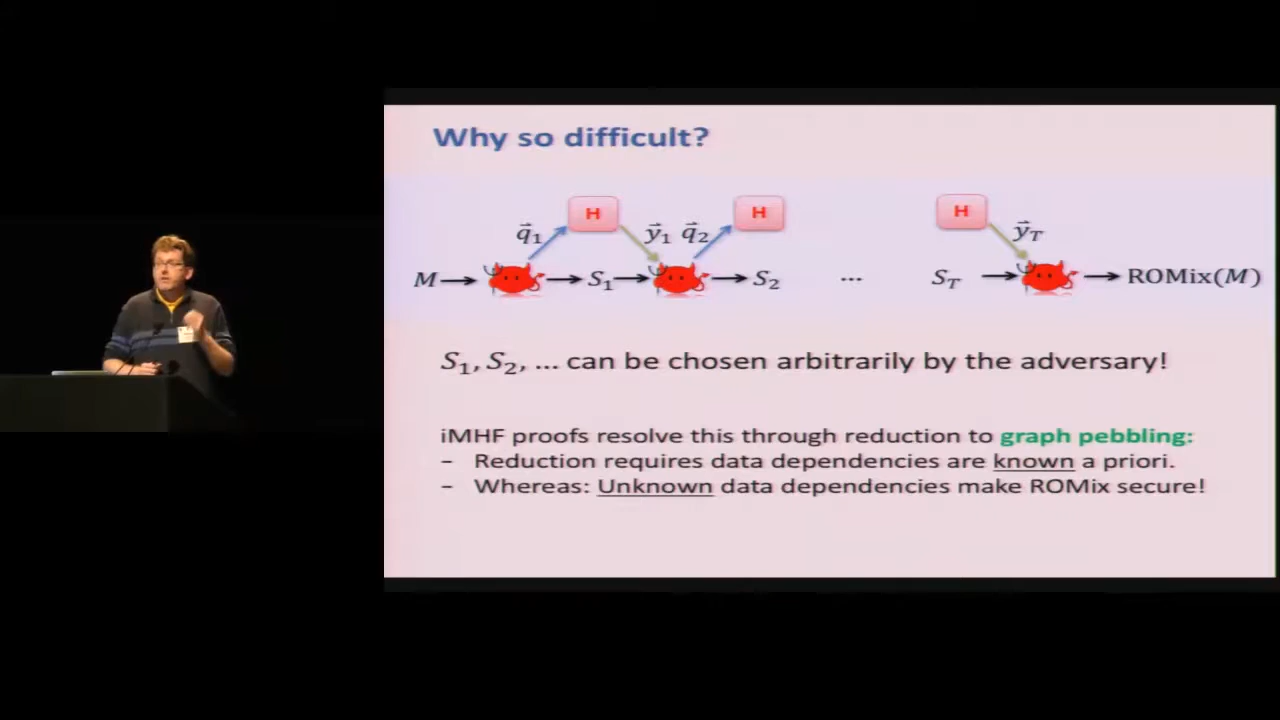 Why so difficult?
H H H
q⃗₁ y⃗₁ q⃗₂ y⃗_T
M S₁ S₂ ... S_T ROMix(M)
S₁, S₂, ... can be chosen arbitrarily by the adversary!
iMHF proofs resolve this through reduction to graph pebbling:
- Reduction requires data dependencies are known a priori.
- Whereas: Unknown data dependencies make ROMix secure!